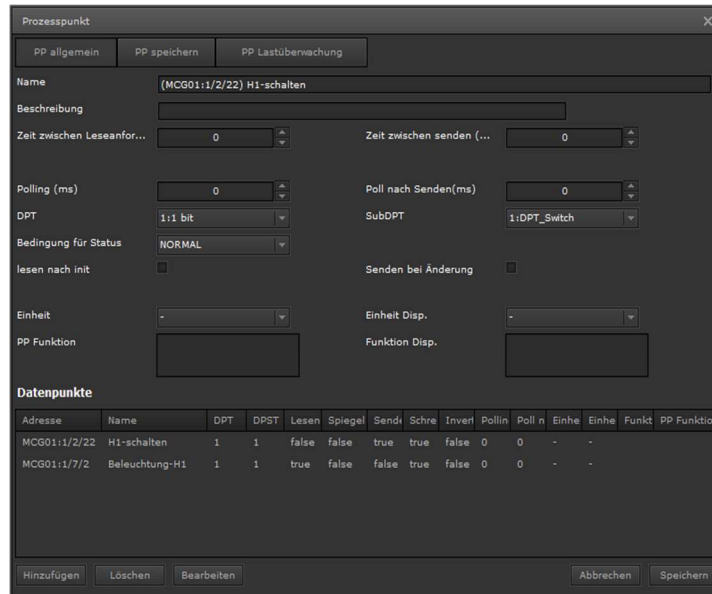 Prozesspunkt X
PP allgemein PP speichern PP Lastüberwachung
Name (MCG01:1/2/22) H1-schalten
Beschreibung
Zeit zwischen Leseanfor... 0 Zeit zwischen senden (... 0
Polling (ms) 0 Poll nach Senden(ms) 0
DPT 1:1 bit SubDPT 1:DPT_Switch
Bedingung für Status NORMAL
lesen nach init Senden bei Änderung
Einheit - Einheit Disp. -
PP Funktion Funktion Disp.
Datenpunkte
Adresse Name DPT DPST Lesen Spiegel Sende Schre Invert Pollin Poll n Einhe Einhe Funkt PP Funktio
MCG01:1/2/22 H1-schalten 1 1 false false true true false 0 0 - -
MCG01:1/7/2 Beleuchtung-H1 1 1 true false false true false 0 0 - -
Hinzufügen Löschen Bearbeiten Abbrechen Speichern